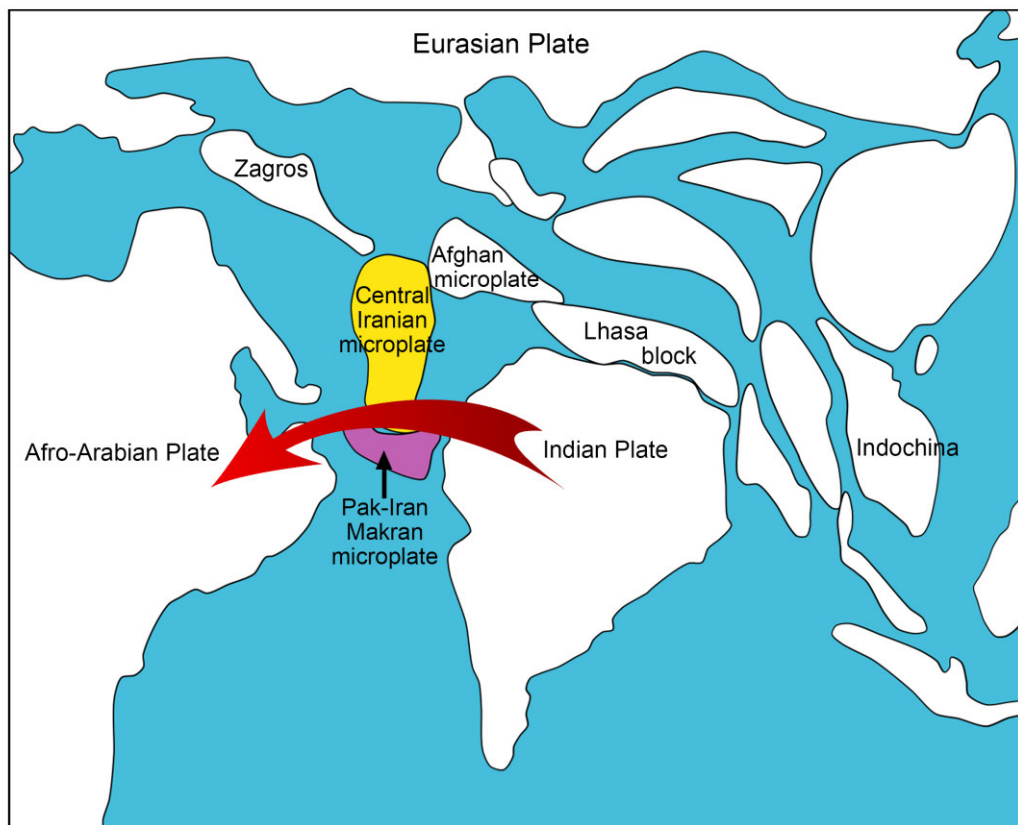 Eurasian Plate
Zagros
Afghan
microplate
Central
Iranian
microplate
Lhasa
block
Afro-Arabian Plate
Indian Plate
Indochina
Pak-Iran
Makran
microplate